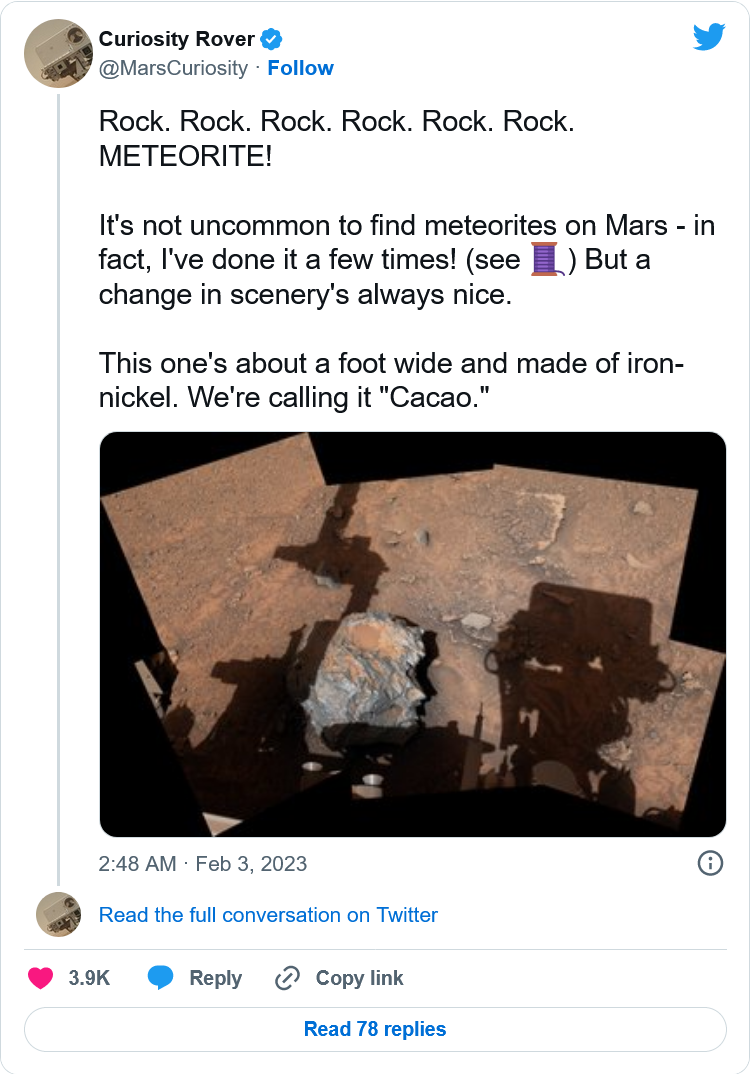 Curiosity Rover
@MarsCuriosity · Follow
Rock. Rock. Rock. Rock. Rock. Rock.
METEORITE!
It's not uncommon to find meteorites on Mars - in
fact, I've done it a few times! (see 🧵) But a
change in scenery's always nice.
This one's about a foot wide and made of iron-
nickel. We're calling it "Cacao."
2:48 AM · Feb 3, 2023
Read the full conversation on Twitter
3.9K Reply Copy link
Read 78 replies